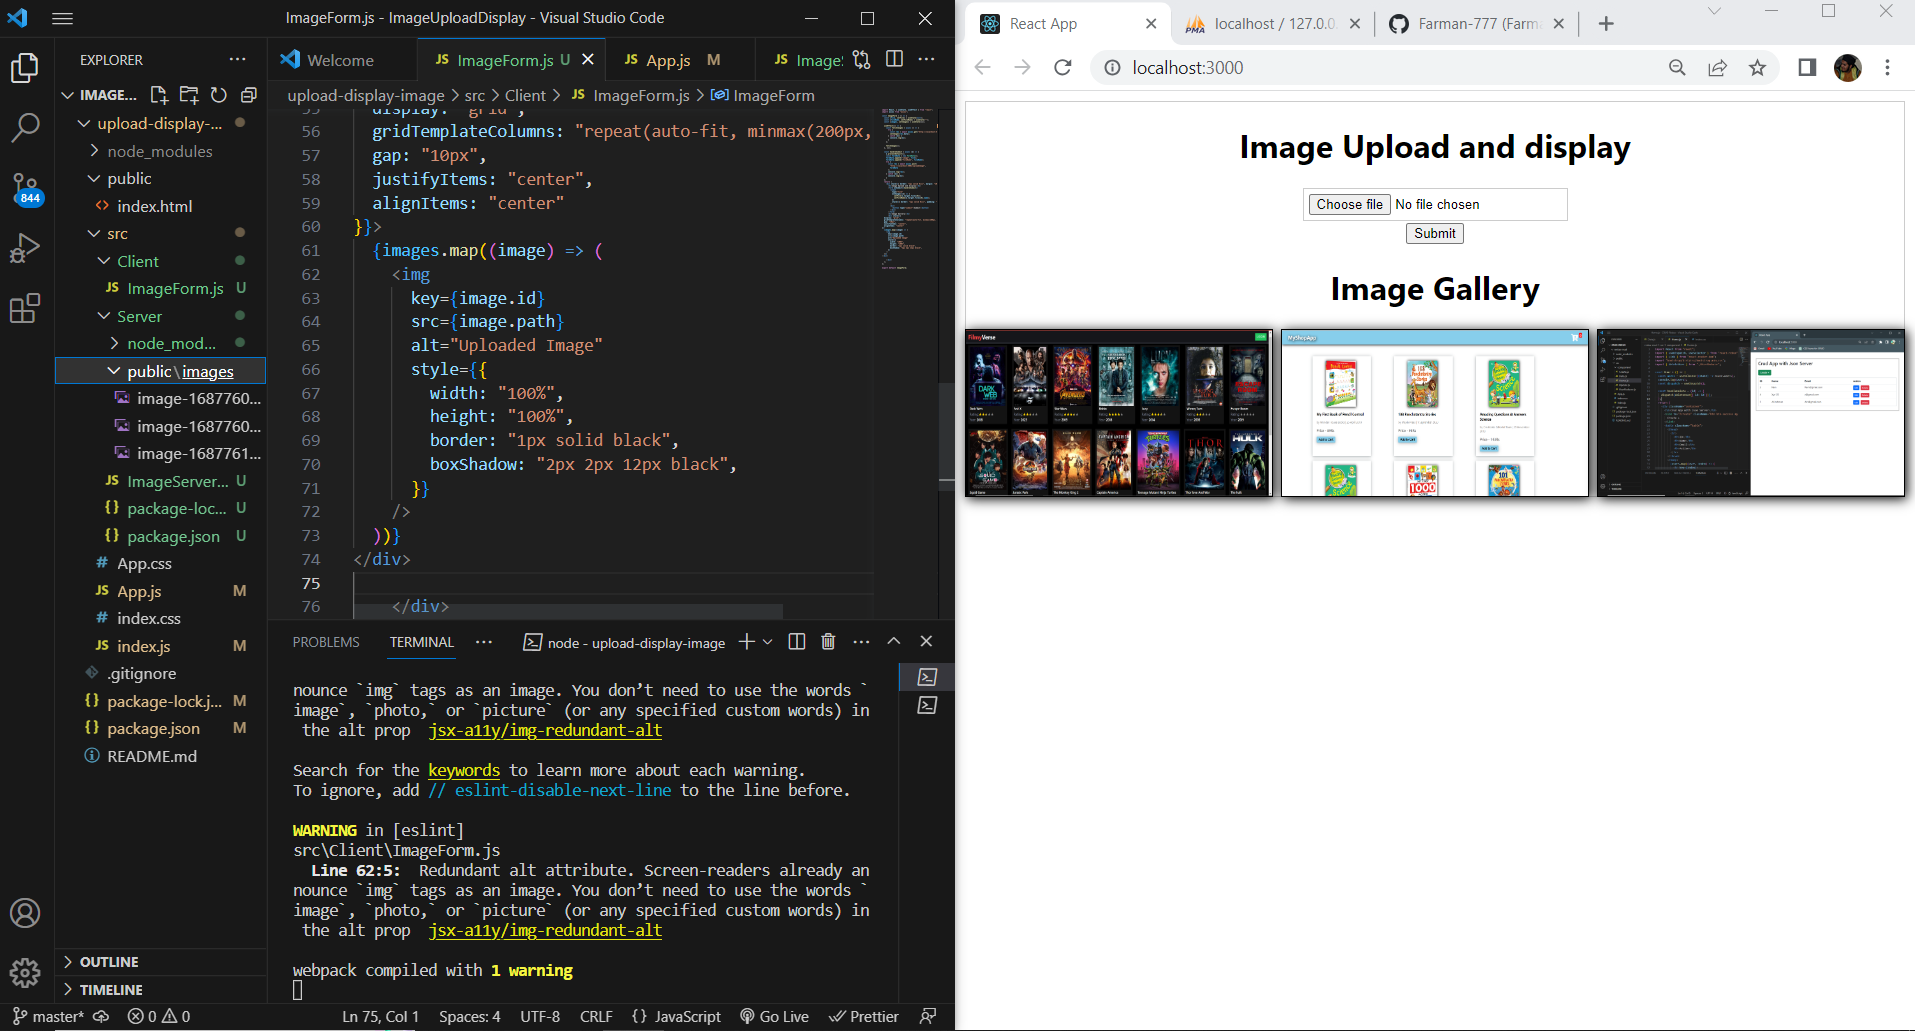 ImageForm.js - ImageUploadDisplay - Visual Studio Code
EXPLORER
IMAGE...
upload-display-...
node_modules
public
index.html
src
Client
ImageForm.js U
Server
node_mod...
public\images
image-1687760...
image-1687760...
image-1687761...
ImageServer... U
package-loc... U
package.json U
App.css
App.js M
index.css
index.js M
.gitignore
package-lock.j... M
package.json M
README.md
OUTLINE
TIMELINE
844
Welcome
ImageForm.js U
App.js M
Image
upload-display-image > src > Client > JS ImageForm.js > ImageForm
55 display: "grid",
56 gridTemplateColumns: "repeat(auto-fit, minmax(200px,
57 gap: "10px",
58 justifyItems: "center",
59 alignItems: "center"
60 }}>
61 {images.map((image) => (
62 <img
63 key={image.id}
64 src={image.path}
65 alt="Uploaded Image"
66 style={{
67 width: "100%",
68 height: "100%",
69 border: "1px solid black",
70 boxShadow: "2px 2px 12px black",
71 }}
72 />
73 ))}
74 </div>
75
76 </div>
PROBLEMS TERMINAL ··· node - upload-display-image
nounce `img` tags as an image. You don’t need to use the words `
image`, `photo,` or `picture` (or any specified custom words) in
the alt prop jsx-a11y/img-redundant-alt
Search for the keywords to learn more about each warning.
To ignore, add // eslint-disable-next-line to the line before.
WARNING in [eslint]
src\Client\ImageForm.js
Line 62:5: Redundant alt attribute. Screen-readers already an
nounce `img` tags as an image. You don’t need to use the words `
image`, `photo,` or `picture` (or any specified custom words) in
the alt prop jsx-a11y/img-redundant-alt
webpack compiled with 1 warning
master* 0 0 Ln 75, Col 1 Spaces: 4 UTF-8 CRLF {} JavaScript Go Live Prettier
React App
localhost / 127.0.0.
Farman-777 (Farma
localhost:3000
Image Upload and display
Choose file No file chosen
Submit
Image Gallery
FilmyVerse
MyShopApp
Crud App with Json Server